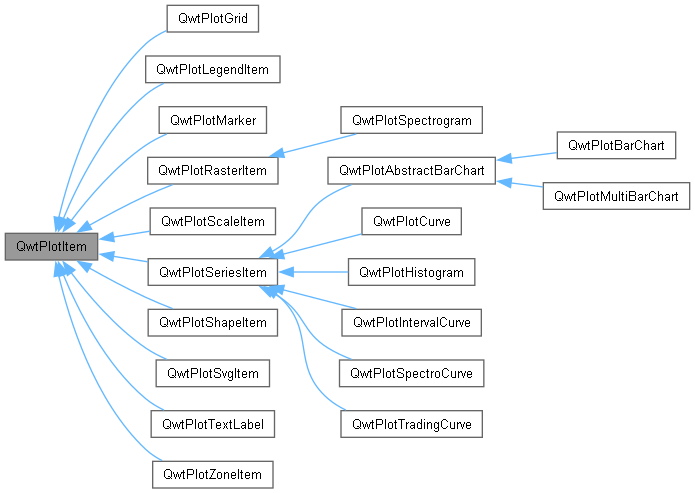 QwtPlotGrid
QwtPlotLegendItem
QwtPlotMarker
QwtPlotSpectrogram
QwtPlotBarChart
QwtPlotRasterItem
QwtPlotAbstractBarChart
QwtPlotMultiBarChart
QwtPlotScaleItem
QwtPlotCurve
QwtPlotItem
QwtPlotSeriesItem
QwtPlotHistogram
QwtPlotShapeItem
QwtPlotIntervalCurve
QwtPlotSvgItem
QwtPlotSpectroCurve
QwtPlotTextLabel
QwtPlotTradingCurve
QwtPlotZoneItem